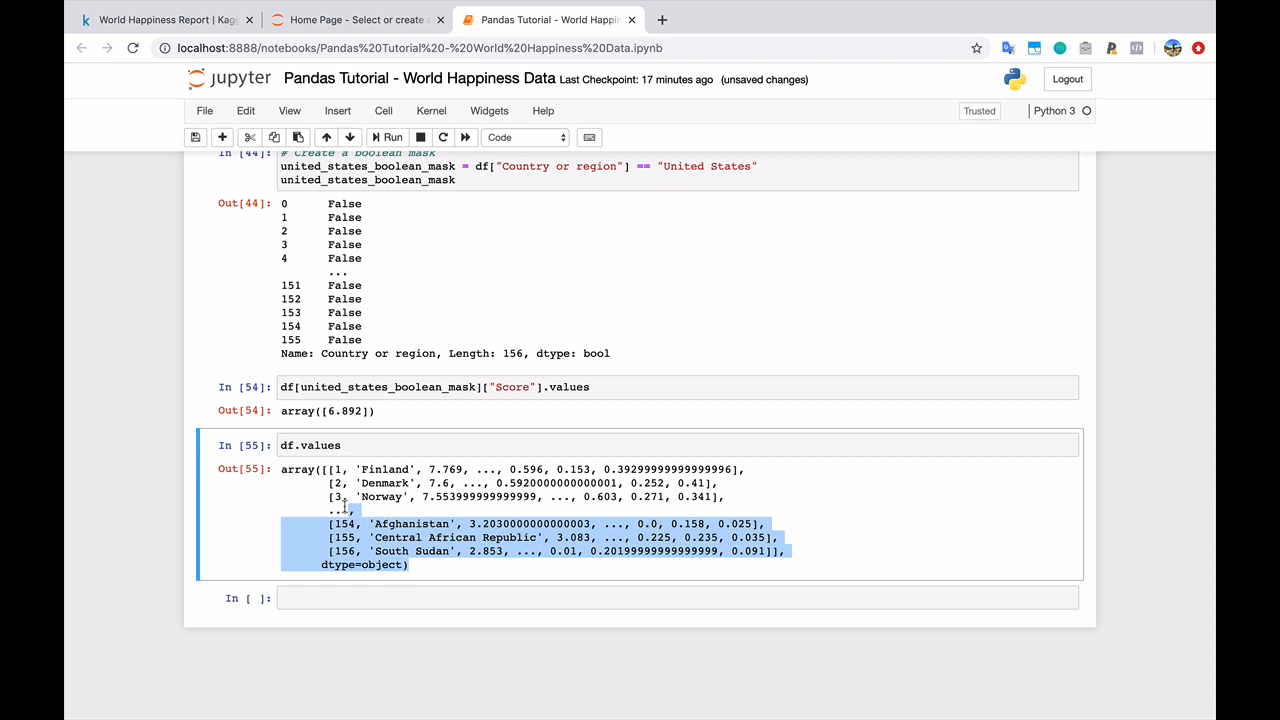 World Happiness Report | Kagg
Home Page - Select or create a
Pandas Tutorial - World Happin
localhost:8888/notebooks/Pandas%20Tutorial%20-%20World%20Happiness%20Data.ipynb
jupyter Pandas Tutorial - World Happiness Data Last Checkpoint: 17 minutes ago (unsaved changes) Logout
File Edit View Insert Cell Kernel Widgets Help Trusted Python 3
Run Code
In [44]: # Create a boolean mask
united_states_boolean_mask = df["Country or region"] == "United States"
united_states_boolean_mask
Out[44]: 0 False
1 False
2 False
3 False
4 False
...
151 False
152 False
153 False
154 False
155 False
Name: Country or region, Length: 156, dtype: bool
In [54]: df[united_states_boolean_mask]["Score"].values
Out[54]: array([6.892])
In [55]: df.values
Out[55]: array([[1, 'Finland', 7.769, ..., 0.596, 0.153, 0.39299999999999996],
[2, 'Denmark', 7.6, ..., 0.5920000000000001, 0.252, 0.41],
[3, 'Norway', 7.553999999999999, ..., 0.603, 0.271, 0.341],
...,
[154, 'Afghanistan', 3.2030000000000003, ..., 0.0, 0.158, 0.025],
[155, 'Central African Republic', 3.083, ..., 0.225, 0.235, 0.035],
[156, 'South Sudan', 2.853, ..., 0.01, 0.20199999999999999, 0.091]],
dtype=object)
In [ ]: